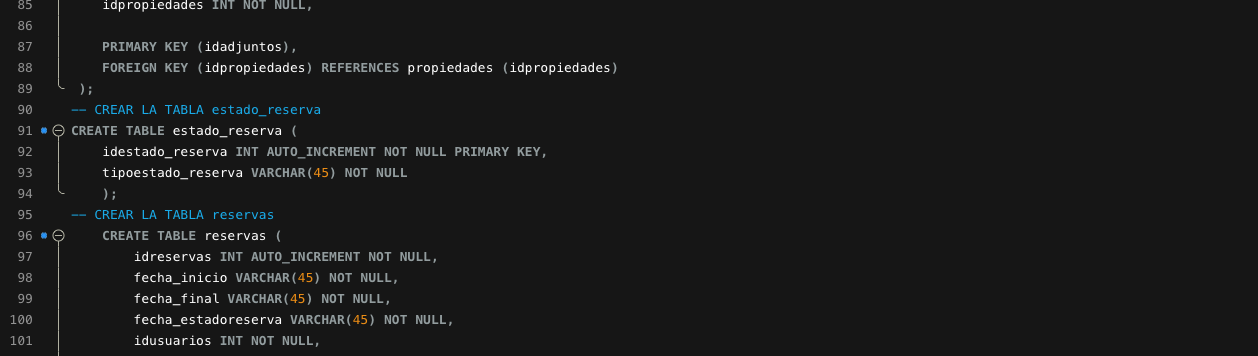 85 idpropiedades INT NOT NULL,
86
87 PRIMARY KEY (idadjuntos),
88 FOREIGN KEY (idpropiedades) REFERENCES propiedades (idpropiedades)
89 );
90 -- CREAR LA TABLA estado_reserva
91 CREATE TABLE estado_reserva (
92 idestado_reserva INT AUTO_INCREMENT NOT NULL PRIMARY KEY,
93 tipoestado_reserva VARCHAR(45) NOT NULL
94 );
95 -- CREAR LA TABLA reservas
96 CREATE TABLE reservas (
97 idreservas INT AUTO_INCREMENT NOT NULL,
98 fecha_inicio VARCHAR(45) NOT NULL,
99 fecha_final VARCHAR(45) NOT NULL,
100 fecha_estadoreserva VARCHAR(45) NOT NULL,
101 idusuarios INT NOT NULL,